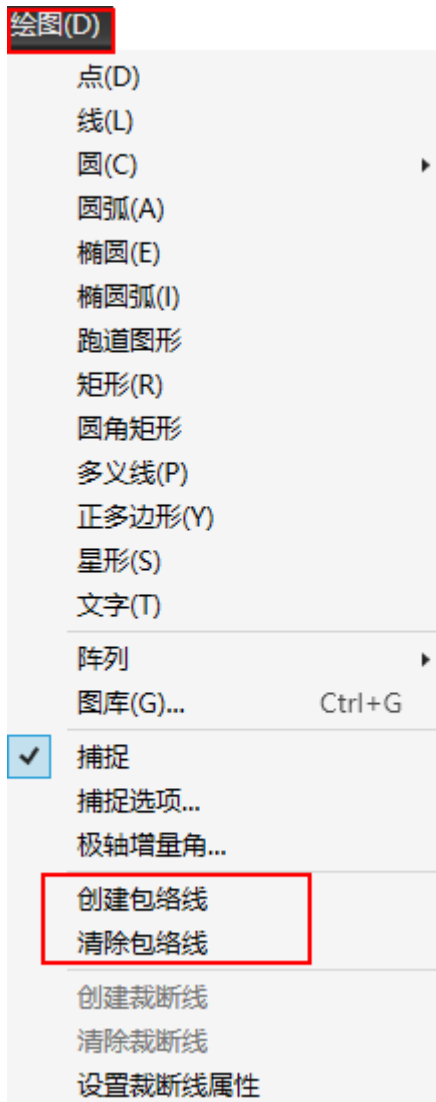 绘图(D)
点(D)
线(L)
圆(C)
圆弧(A)
椭圆(E)
椭圆弧(I)
跑道图形
矩形(R)
圆角矩形
多义线(P)
正多边形(Y)
星形(S)
文字(T)
阵列
图库(G)... Ctrl+G
捕捉
捕捉选项...
极轴增量角...
创建包络线
清除包络线
创建裁断线
清除裁断线
设置裁断线属性